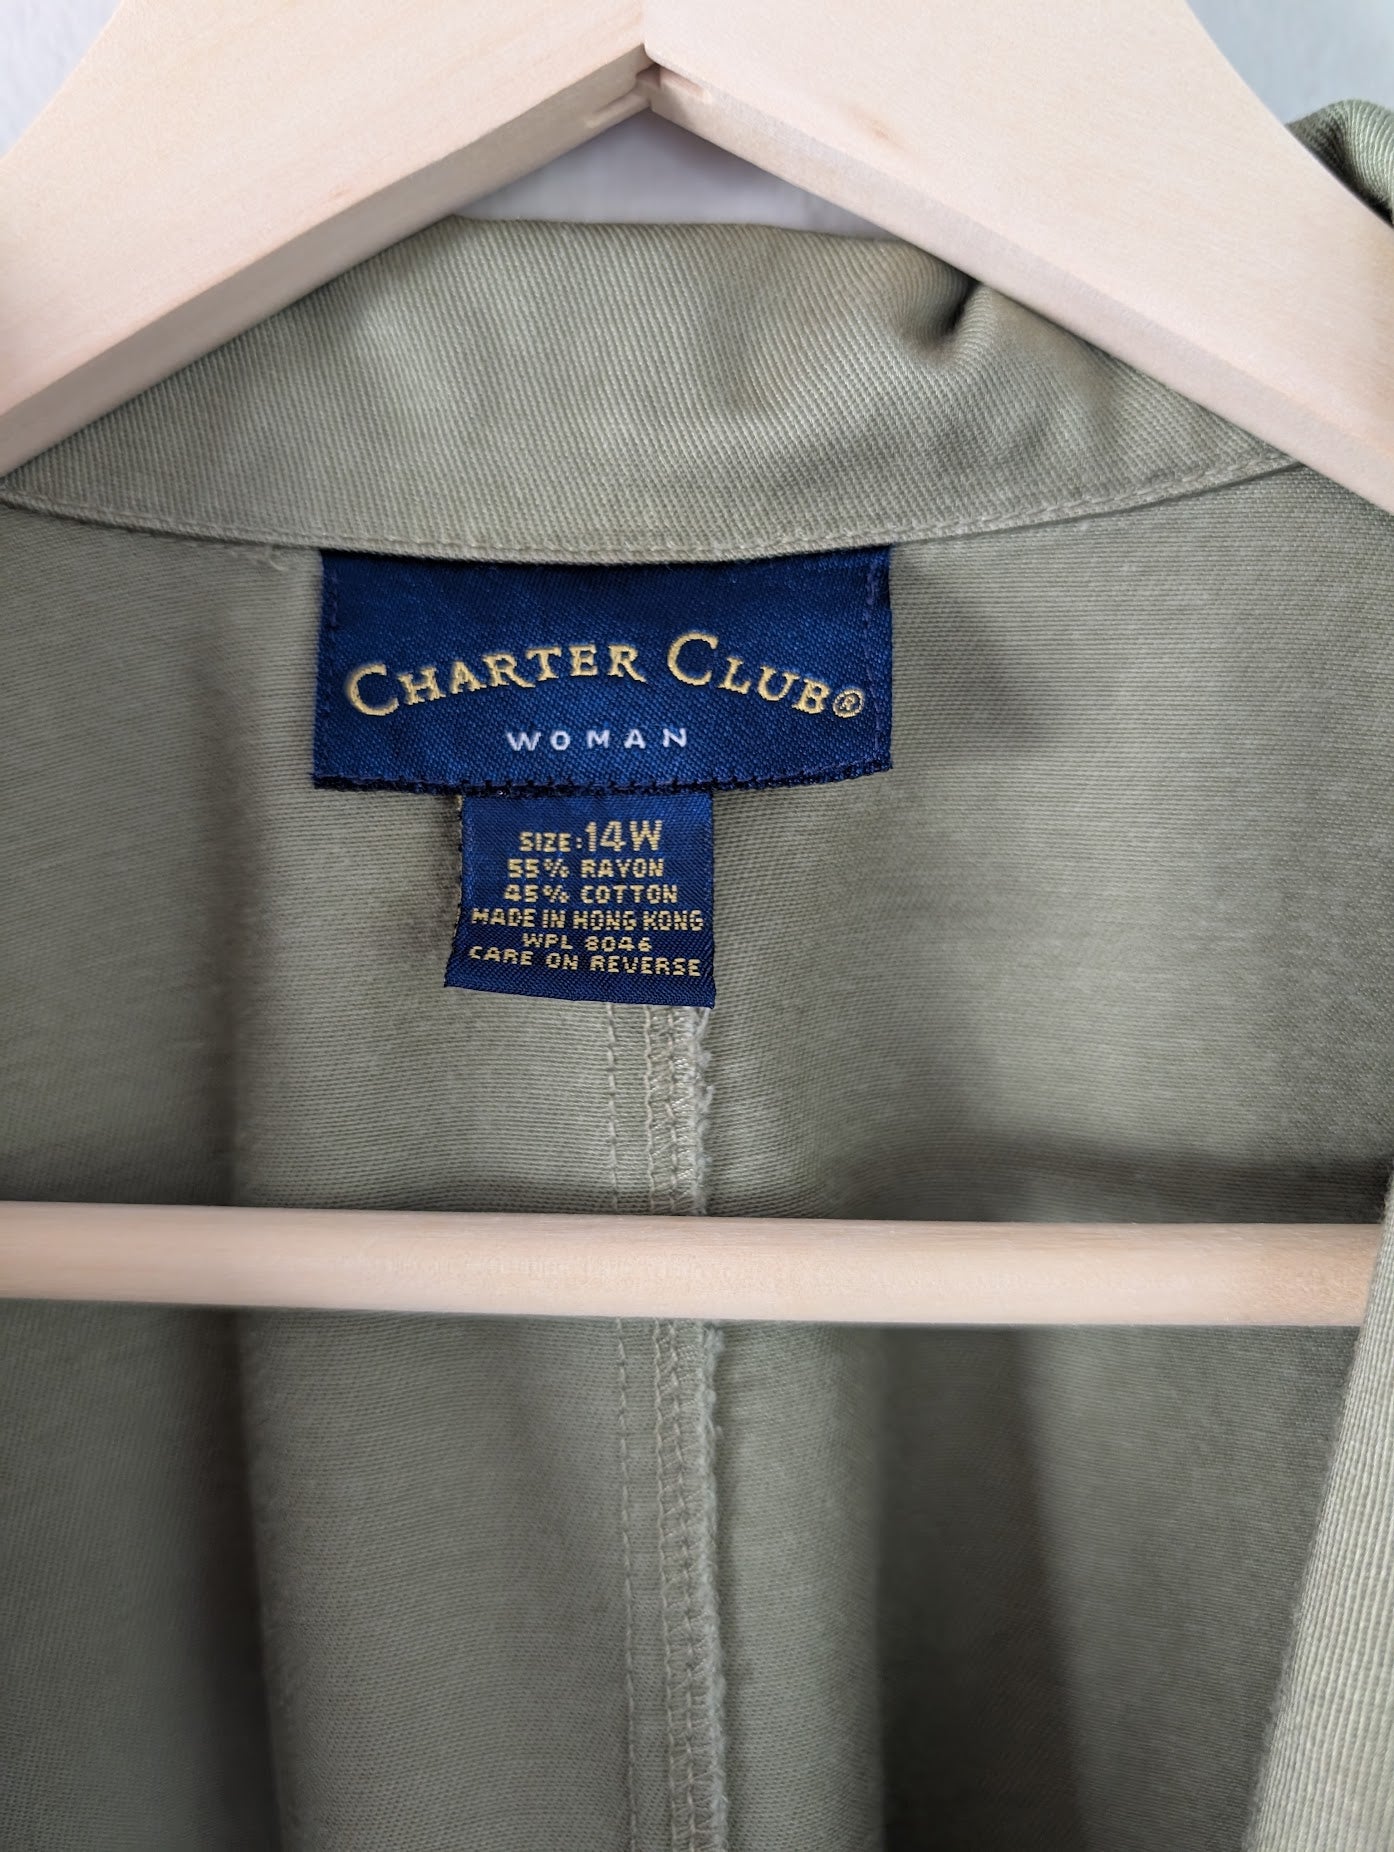 CHARTER CLUB®
WOMAN
SIZE: 14W
55% RAYON
45% COTTON
MADE IN HONG KONG
WPL 8046
CARE ON REVERSE